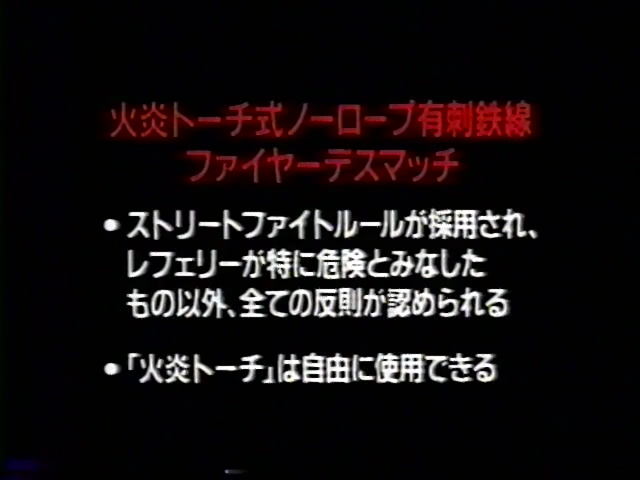 火炎トーチ式ノーロープ有刺鉄線
ファイヤーデスマッチ
● ストリートファイトルールが採用され、
レフェリーが特に危険とみなした
もの以外、全ての反則が認められる
● 「火炎トーチ」は自由に使用できる